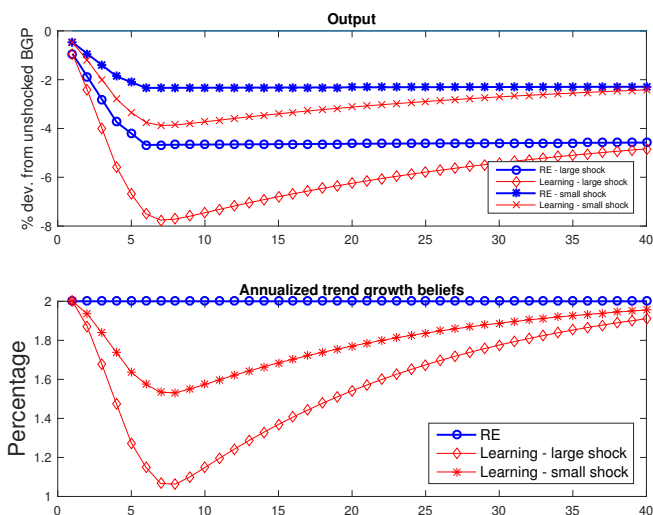 Output
% dev. from unshocked BGP
0
-2
-4
-6
-8
0 5 10 15 20 25 30 35 40
RE - large shock
Learning - large shock
RE - small shock
Learning - small shock
Annualized trend growth beliefs
Percentage
2
1.8
1.6
1.4
1.2
1
0 5 10 15 20 25 30 35 40
RE
Learning - large shock
Learning - small shock